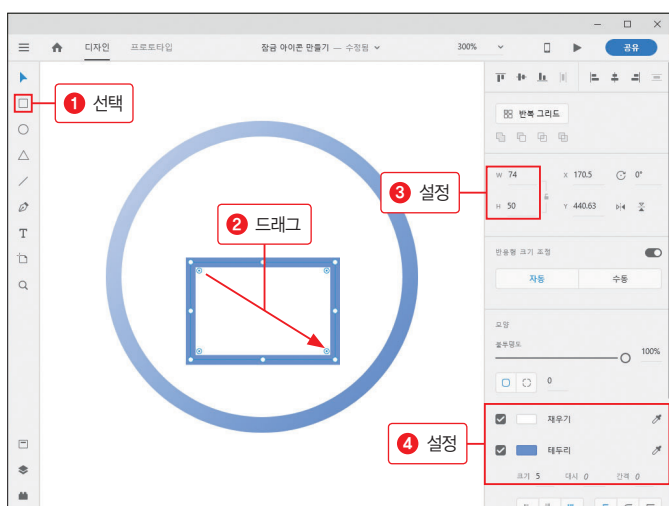 디자인 프로토타입 잠금 아이콘 만들기 — 수정됨 300% 공유
1 선택
반복 그리드
W 74 X 170.5 0°
3 설정
H 50 Y 440.63
2 드래그
반응형 크기 조정
자동 수동
모양
불투명도
100%
0
채우기
4 설정
테두리
크기 5 대시 0 간격 0